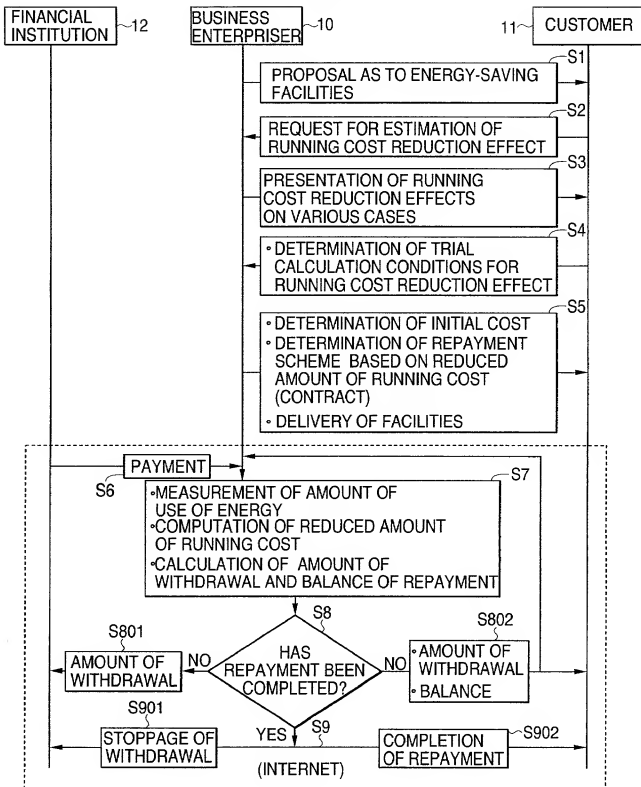 FINANCIAL
INSTITUTION
12
BUSINESS
ENTERPRISER
10
11
CUSTOMER
S1
PROPOSAL AS TO ENERGY-SAVING
FACILITIES
S2
REQUEST FOR ESTIMATION OF
RUNNING COST REDUCTION EFFECT
S3
PRESENTATION OF RUNNING
COST REDUCTION EFFECTS
ON VARIOUS CASES
S4
• DETERMINATION OF TRIAL
CALCULATION CONDITIONS FOR
RUNNING COST REDUCTION EFFECT
S5
• DETERMINATION OF INITIAL COST
• DETERMINATION OF REPAYMENT
SCHEME BASED ON REDUCED
AMOUNT OF RUNNING COST
(CONTRACT)
• DELIVERY OF FACILITIES
PAYMENT
S6
S7
•MEASUREMENT OF AMOUNT OF
USE OF ENERGY
•COMPUTATION OF REDUCED AMOUNT
OF RUNNING COST
•CALCULATION OF AMOUNT OF
WITHDRAWAL AND BALANCE OF REPAYMENT
S8
HAS
REPAYMENT BEEN
COMPLETED?
S801
AMOUNT OF
WITHDRAWAL
NO
NO
S802
• AMOUNT OF
WITHDRAWAL
• BALANCE
S901
STOPPAGE OF
WITHDRAWAL
YES
S9
S902
COMPLETION
OF REPAYMENT
(INTERNET)